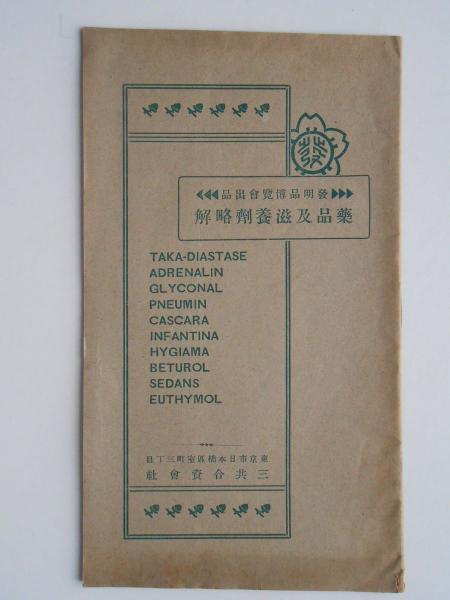 發
發明品博覽會出品
藥品及滋養劑略解
TAKA-DIASTASE
ADRENALIN
GLYCONAL
PNEUMIN
CASCARA
INFANTINA
HYGIAMA
BETUROL
SEDANS
EUTHYMOL
東京市日本橋區室町三丁目
三共合資會社